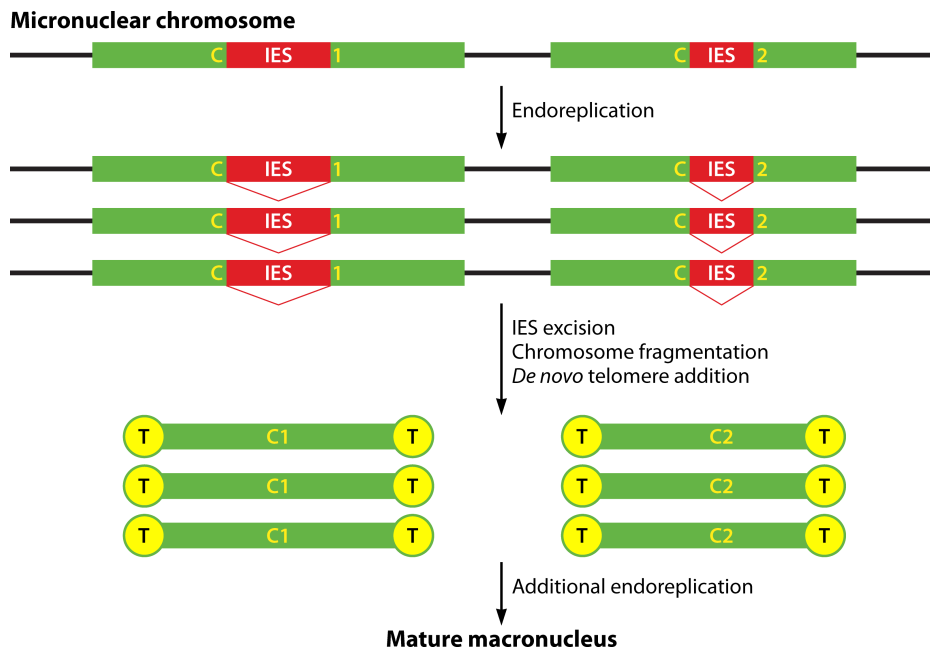 Micronuclear chromosome
C IES 1 C IES 2
Endoreplication
C IES 1 C IES 2
C IES 1 C IES 2
C IES 1 C IES 2
IES excision
Chromosome fragmentation
De novo telomere addition
T C1 T T C2 T
T C1 T T C2 T
T C1 T T C2 T
Additional endoreplication
Mature macronucleus